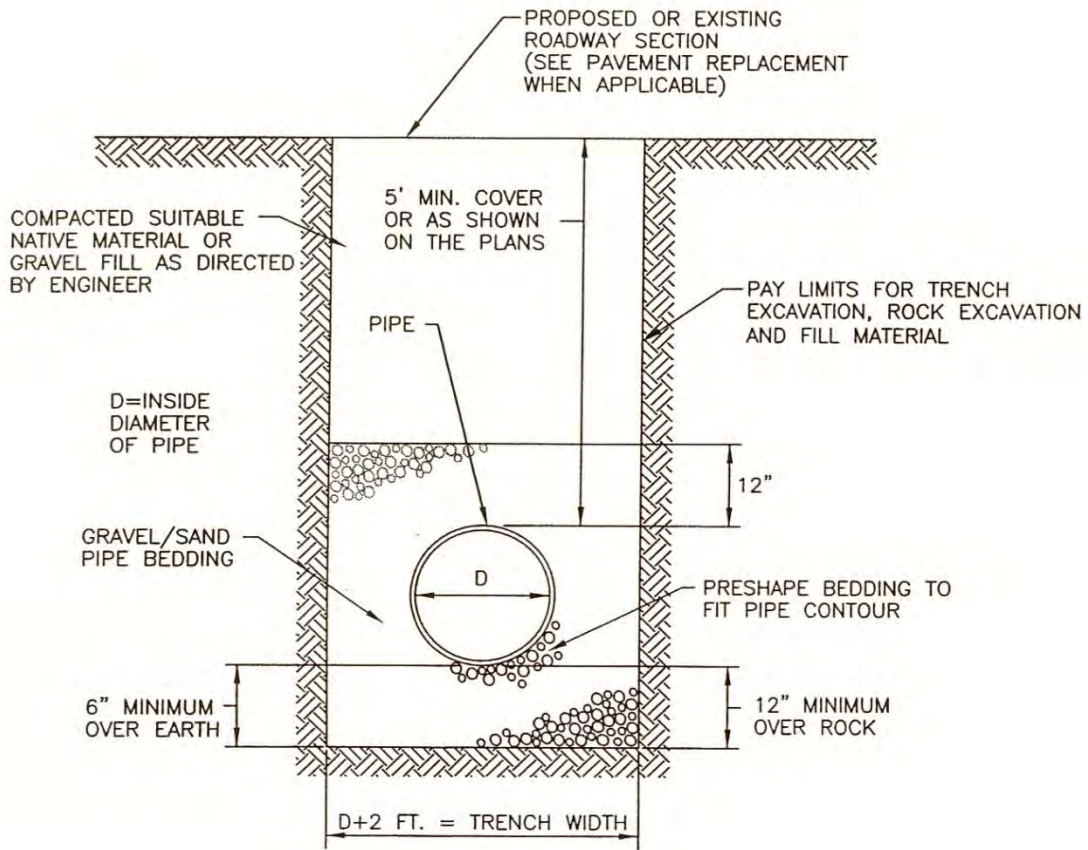 PROPOSED OR EXISTING
ROADWAY SECTION
(SEE PAVEMENT REPLACEMENT
WHEN APPLICABLE)
5' MIN. COVER
OR AS SHOWN
ON THE PLANS
COMPACTED SUITABLE
NATIVE MATERIAL OR
GRAVEL FILL AS DIRECTED
BY ENGINEER
PAY LIMITS FOR TRENCH
EXCAVATION, ROCK EXCAVATION
AND FILL MATERIAL
PIPE
D=INSIDE
DIAMETER
OF PIPE
12"
GRAVEL/SAND
PIPE BEDDING
D
PRESHAPE BEDDING TO
FIT PIPE CONTOUR
6" MINIMUM
OVER EARTH
12" MINIMUM
OVER ROCK
D+2 FT. = TRENCH WIDTH